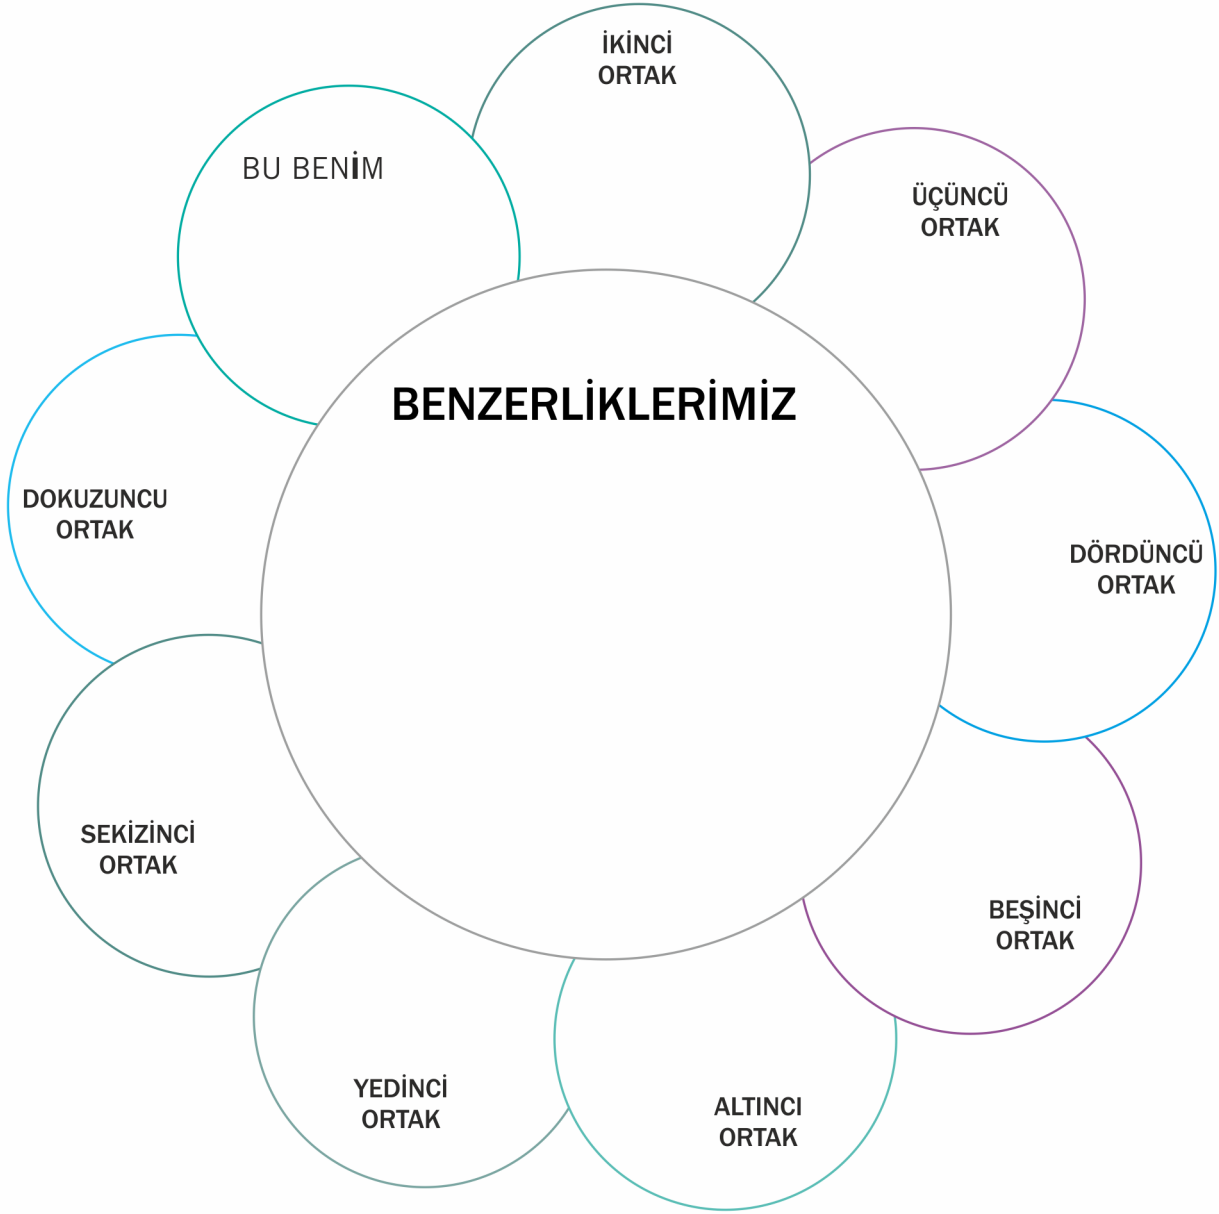 İKİNCİ
ORTAK
BU BENİM
ÜÇÜNCÜ
ORTAK
BENZERLİKLERİMİZ
DOKUZUNCU
ORTAK
DÖRDÜNCÜ
ORTAK
SEKİZİNCİ
ORTAK
BEŞİNCİ
ORTAK
YEDİNCİ
ORTAK
ALTINCI
ORTAK